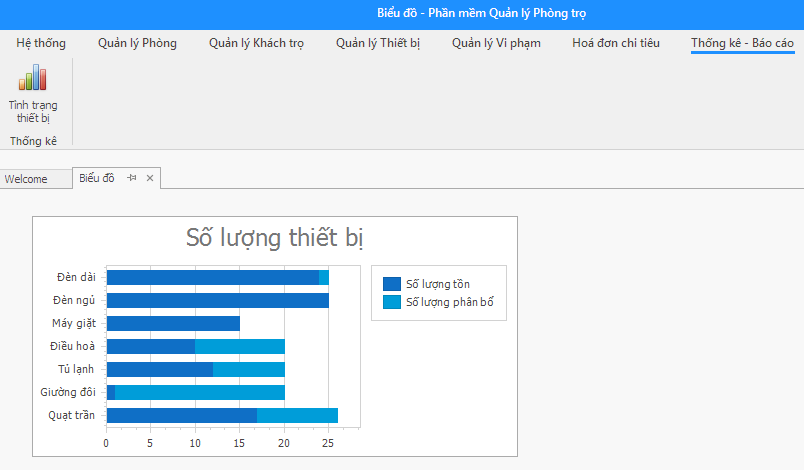 Biểu đồ - Phần mềm Quản lý Phòng trọ
Hệ thống Quản lý Phòng Quản lý Khách trọ Quản lý Thiết bị Quản lý Vi phạm Hoá đơn chi tiêu Thống kê - Báo cáo
Tình trạng
thiết bị
Thống kê
Welcome Biểu đồ
Số lượng thiết bị
Đèn dài
Đèn ngủ
Máy giặt
Điều hoà
Tủ lạnh
Giường đôi
Quạt trần
0 5 10 15 20 25
Số lượng tồn
Số lượng phân bổ